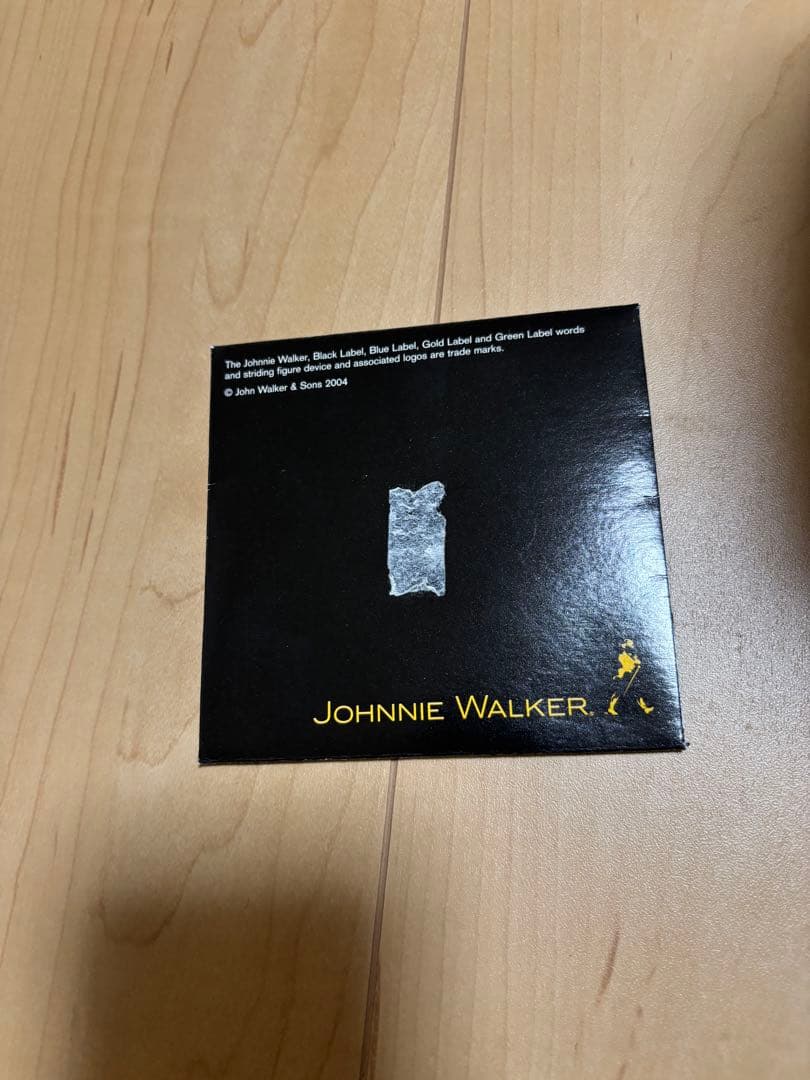 The Johnnie Walker, Black Label, Blue Label, Gold Label and Green Label words
and striding figure device and associated logos are trade marks.
© John Walker & Sons 2004
JOHNNIE WALKER.